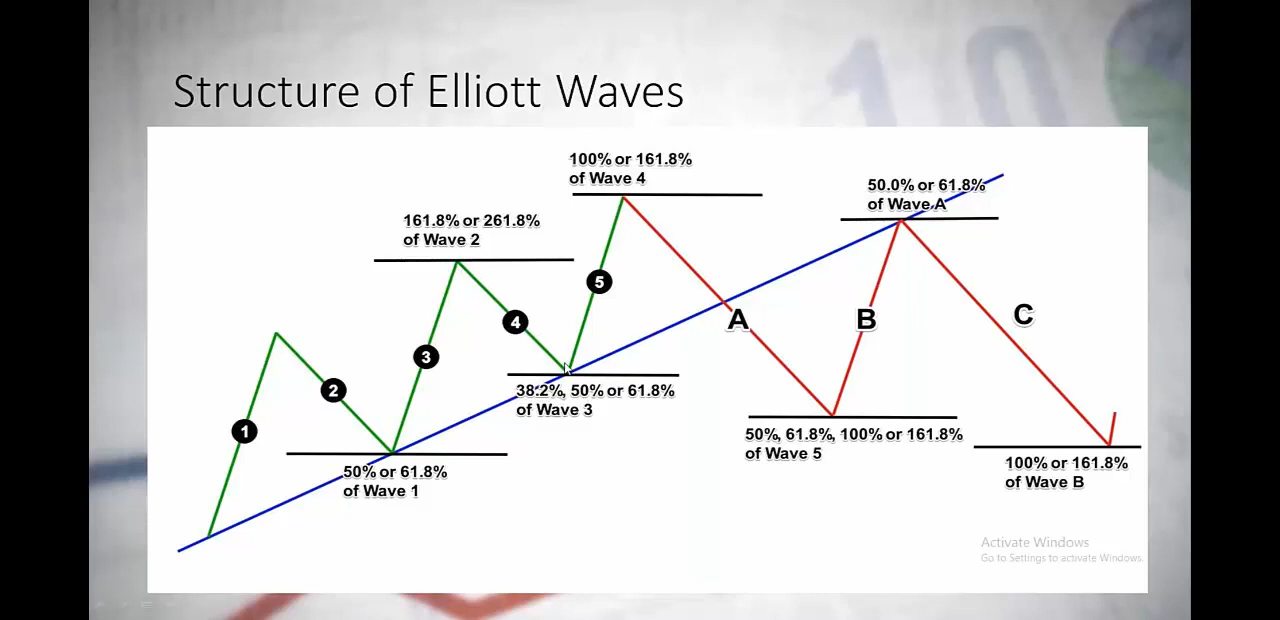 Structure of Elliott Waves
100% or 161.8%
of Wave 4
50.0% or 61.8%
of Wave A
161.8% or 261.8%
of Wave 2
5
A
B
C
4
3
38.2%, 50% or 61.8%
of Wave 3
2
1
50%, 61.8%, 100% or 161.8%
of Wave 5
50% or 61.8%
of Wave 1
100% or 161.8%
of Wave B
Activate Windows
Go to Settings to activate Windows.
10